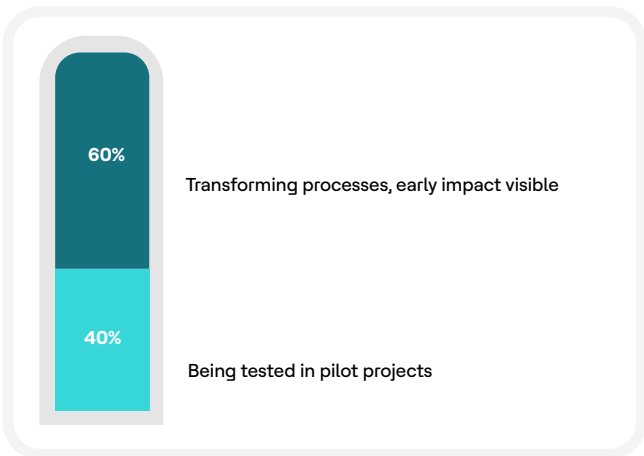 60%
Transforming processes, early impact visible
40%
Being tested in pilot projects